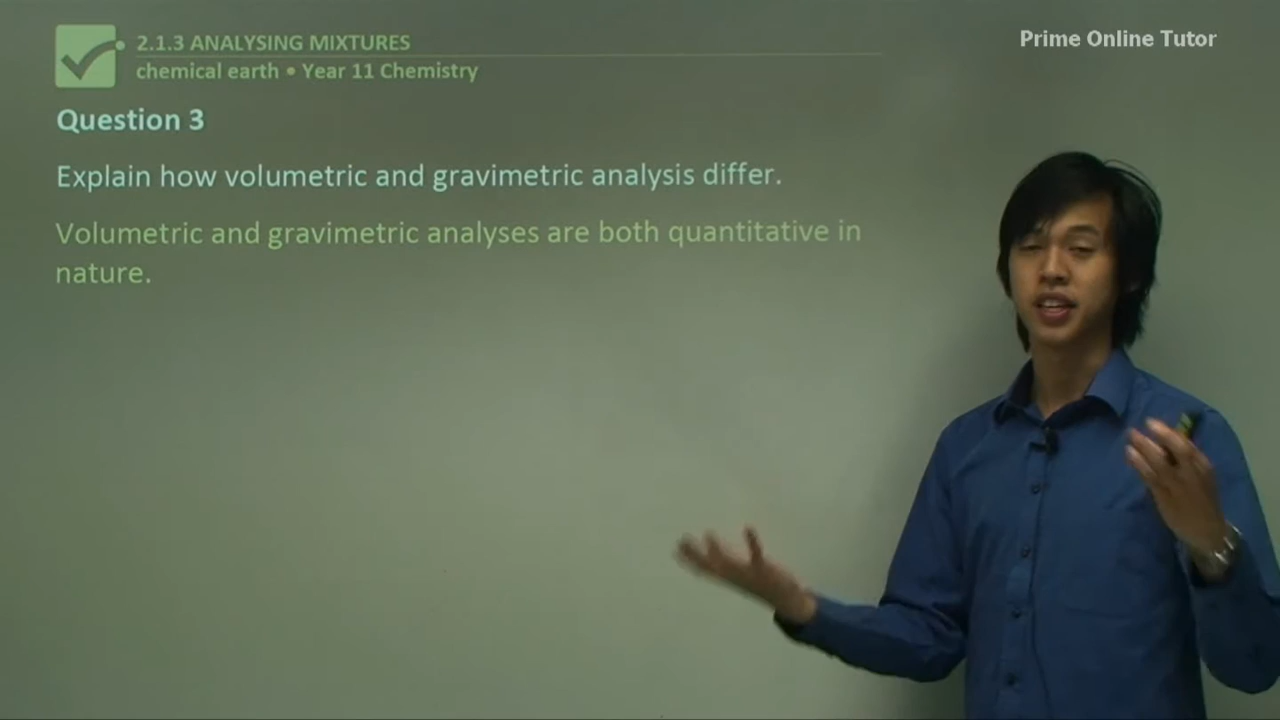 2.1.3 ANALYSING MIXTURES
Prime Online Tutor
chemical earth • Year 11 Chemistry
Question 3
Explain how volumetric and gravimetric analysis differ.
Volumetric and gravimetric analyses are both quantitative in
nature.